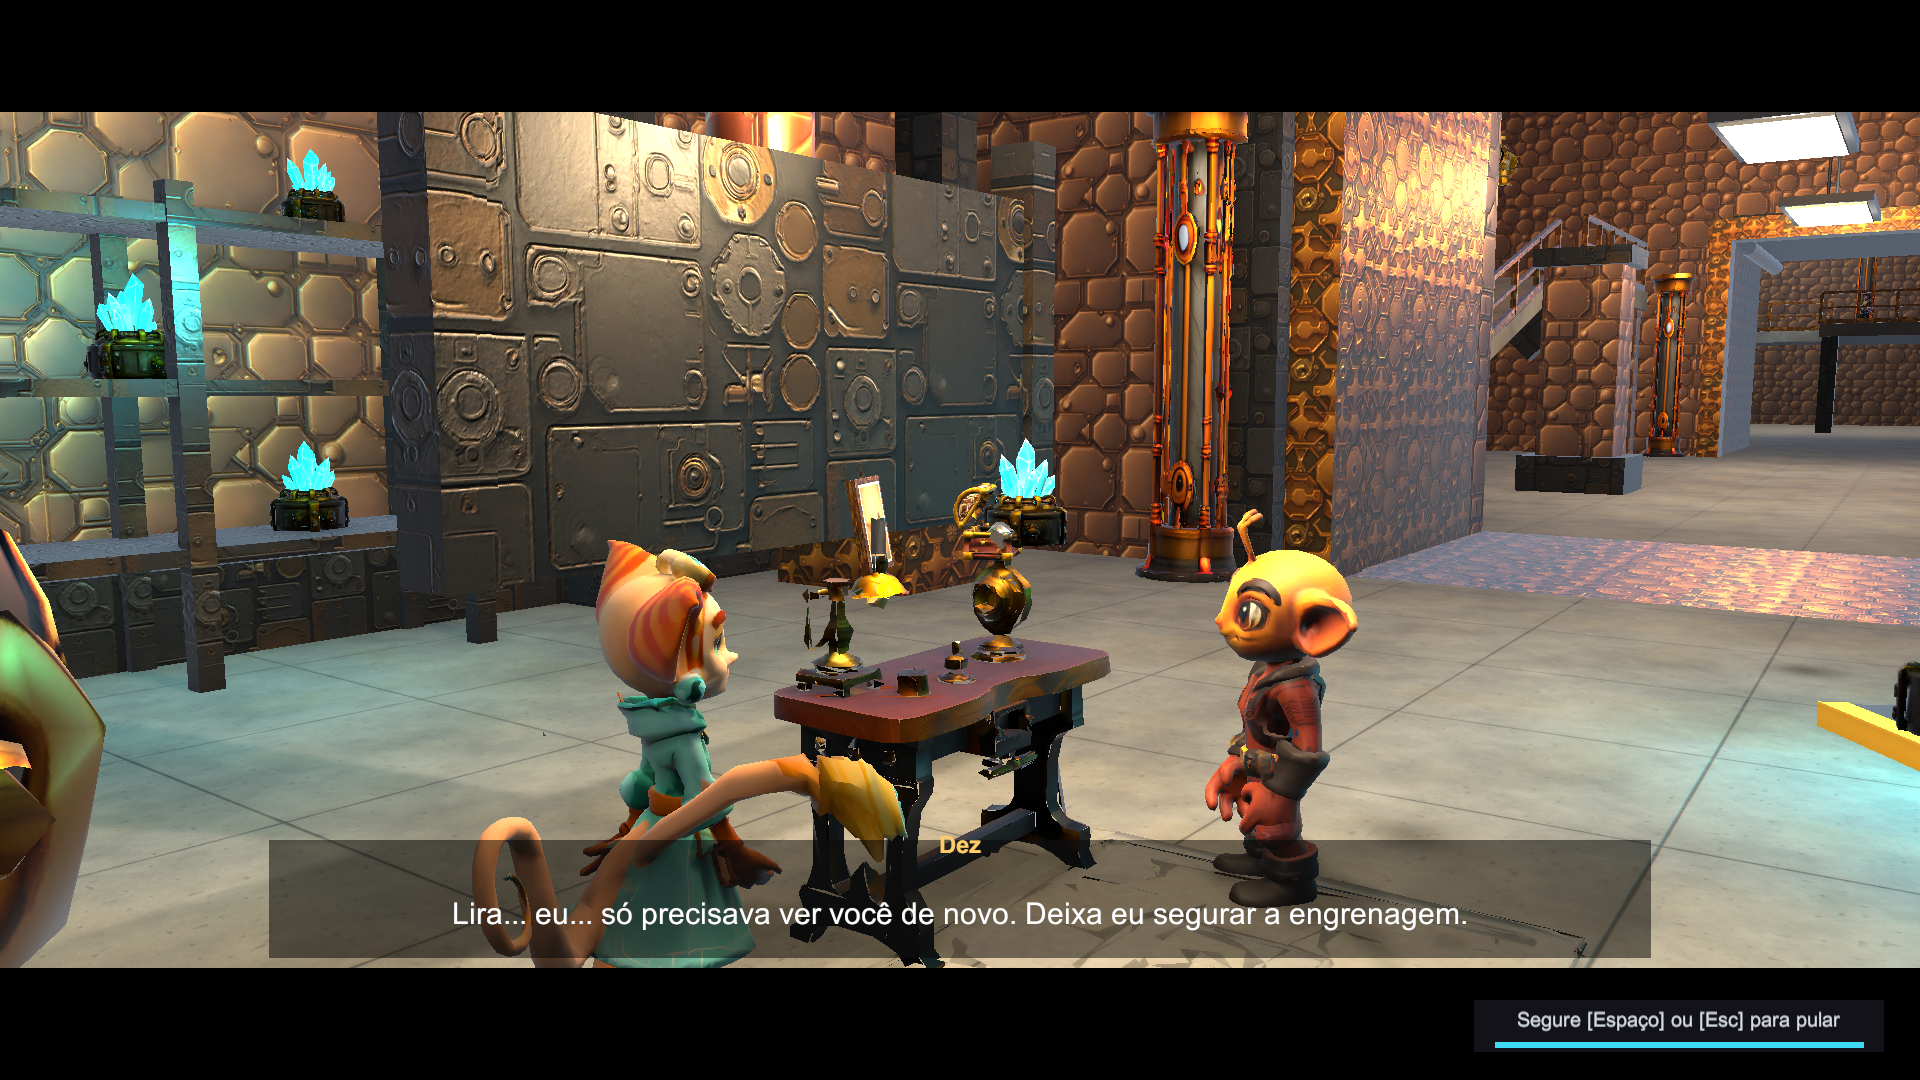 Dez
Lira... eu... só precisava ver você de novo. Deixa eu segurar a engrenagem.
Segure [Espaço] ou [Esc] para pular